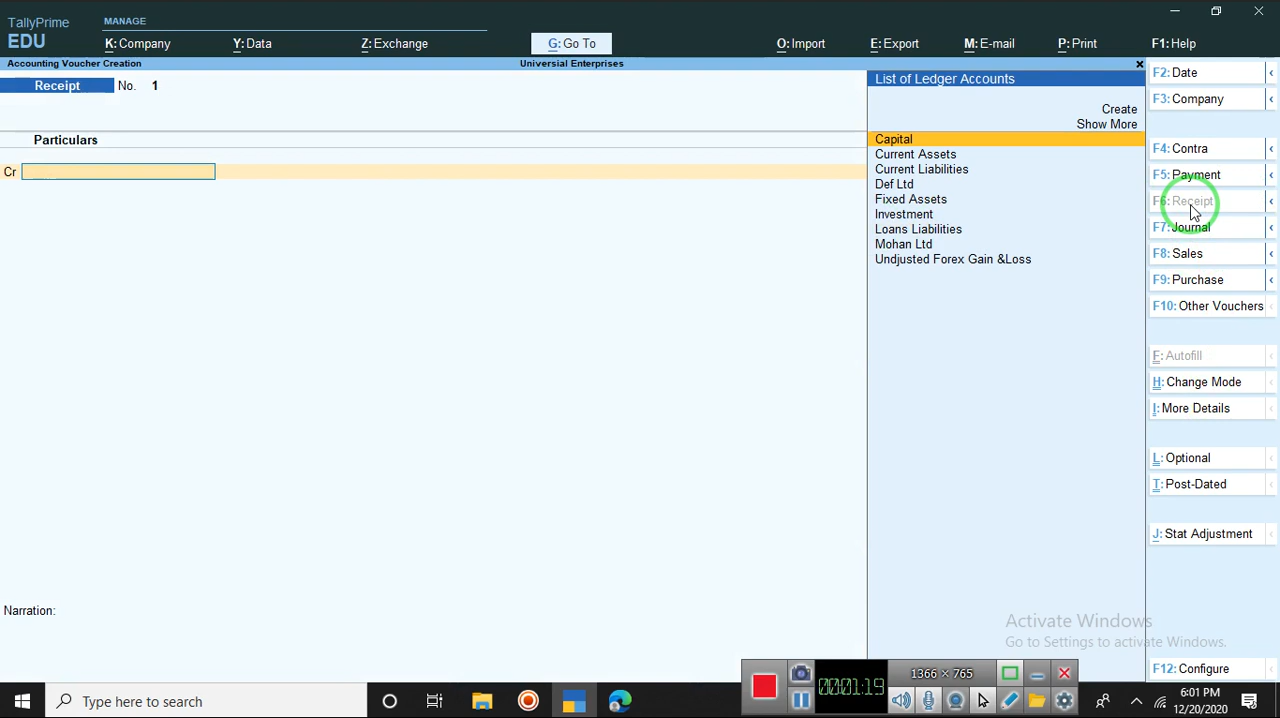 TallyPrime
EDU
MANAGE
K: Company
Y: Data
Z: Exchange
G: Go To
O: Import
E: Export
M: E-mail
P: Print
F1: Help
Accounting Voucher Creation
Universial Enterprises
Receipt No. 1
Particulars
Cr
Narration:
List of Ledger Accounts
Create
Show More
Capital
Current Assets
Current Liabilities
Def Ltd
Fixed Assets
Investment
Loans Liabilities
Mohan Ltd
Undjusted Forex Gain &Loss
F2: Date
F3: Company
F4: Contra
F5: Payment
F6: Receipt
F7: Journal
F8: Sales
F9: Purchase
F10: Other Vouchers
F: Autofill
H: Change Mode
I: More Details
L: Optional
T: Post-Dated
J: Stat Adjustment
F12: Configure
Activate Windows
Go to Settings to activate Windows.
0001:19
1366 × 765
Type here to search
6:01 PM
12/20/2020